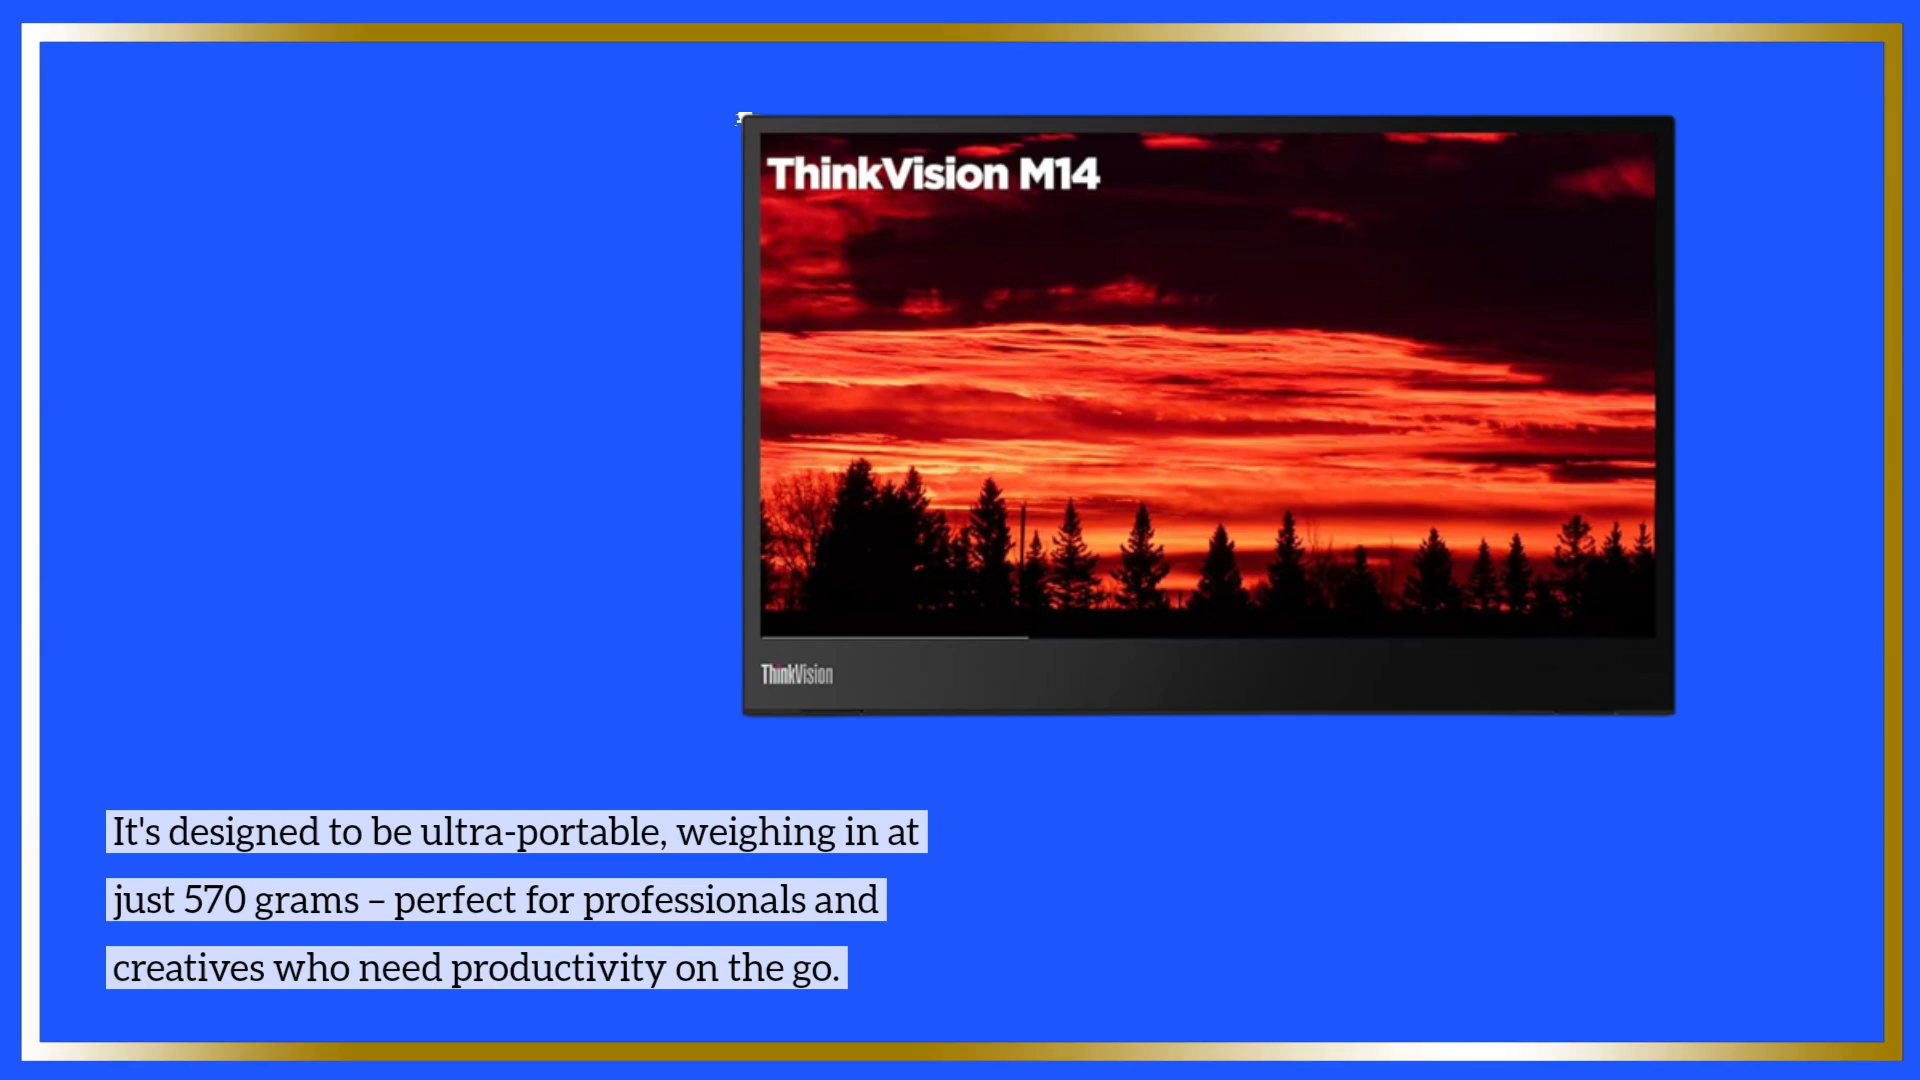 ThinkVision M14
ThinkVision
It's designed to be ultra-portable, weighing in at
just 570 grams – perfect for professionals and
creatives who need productivity on the go.